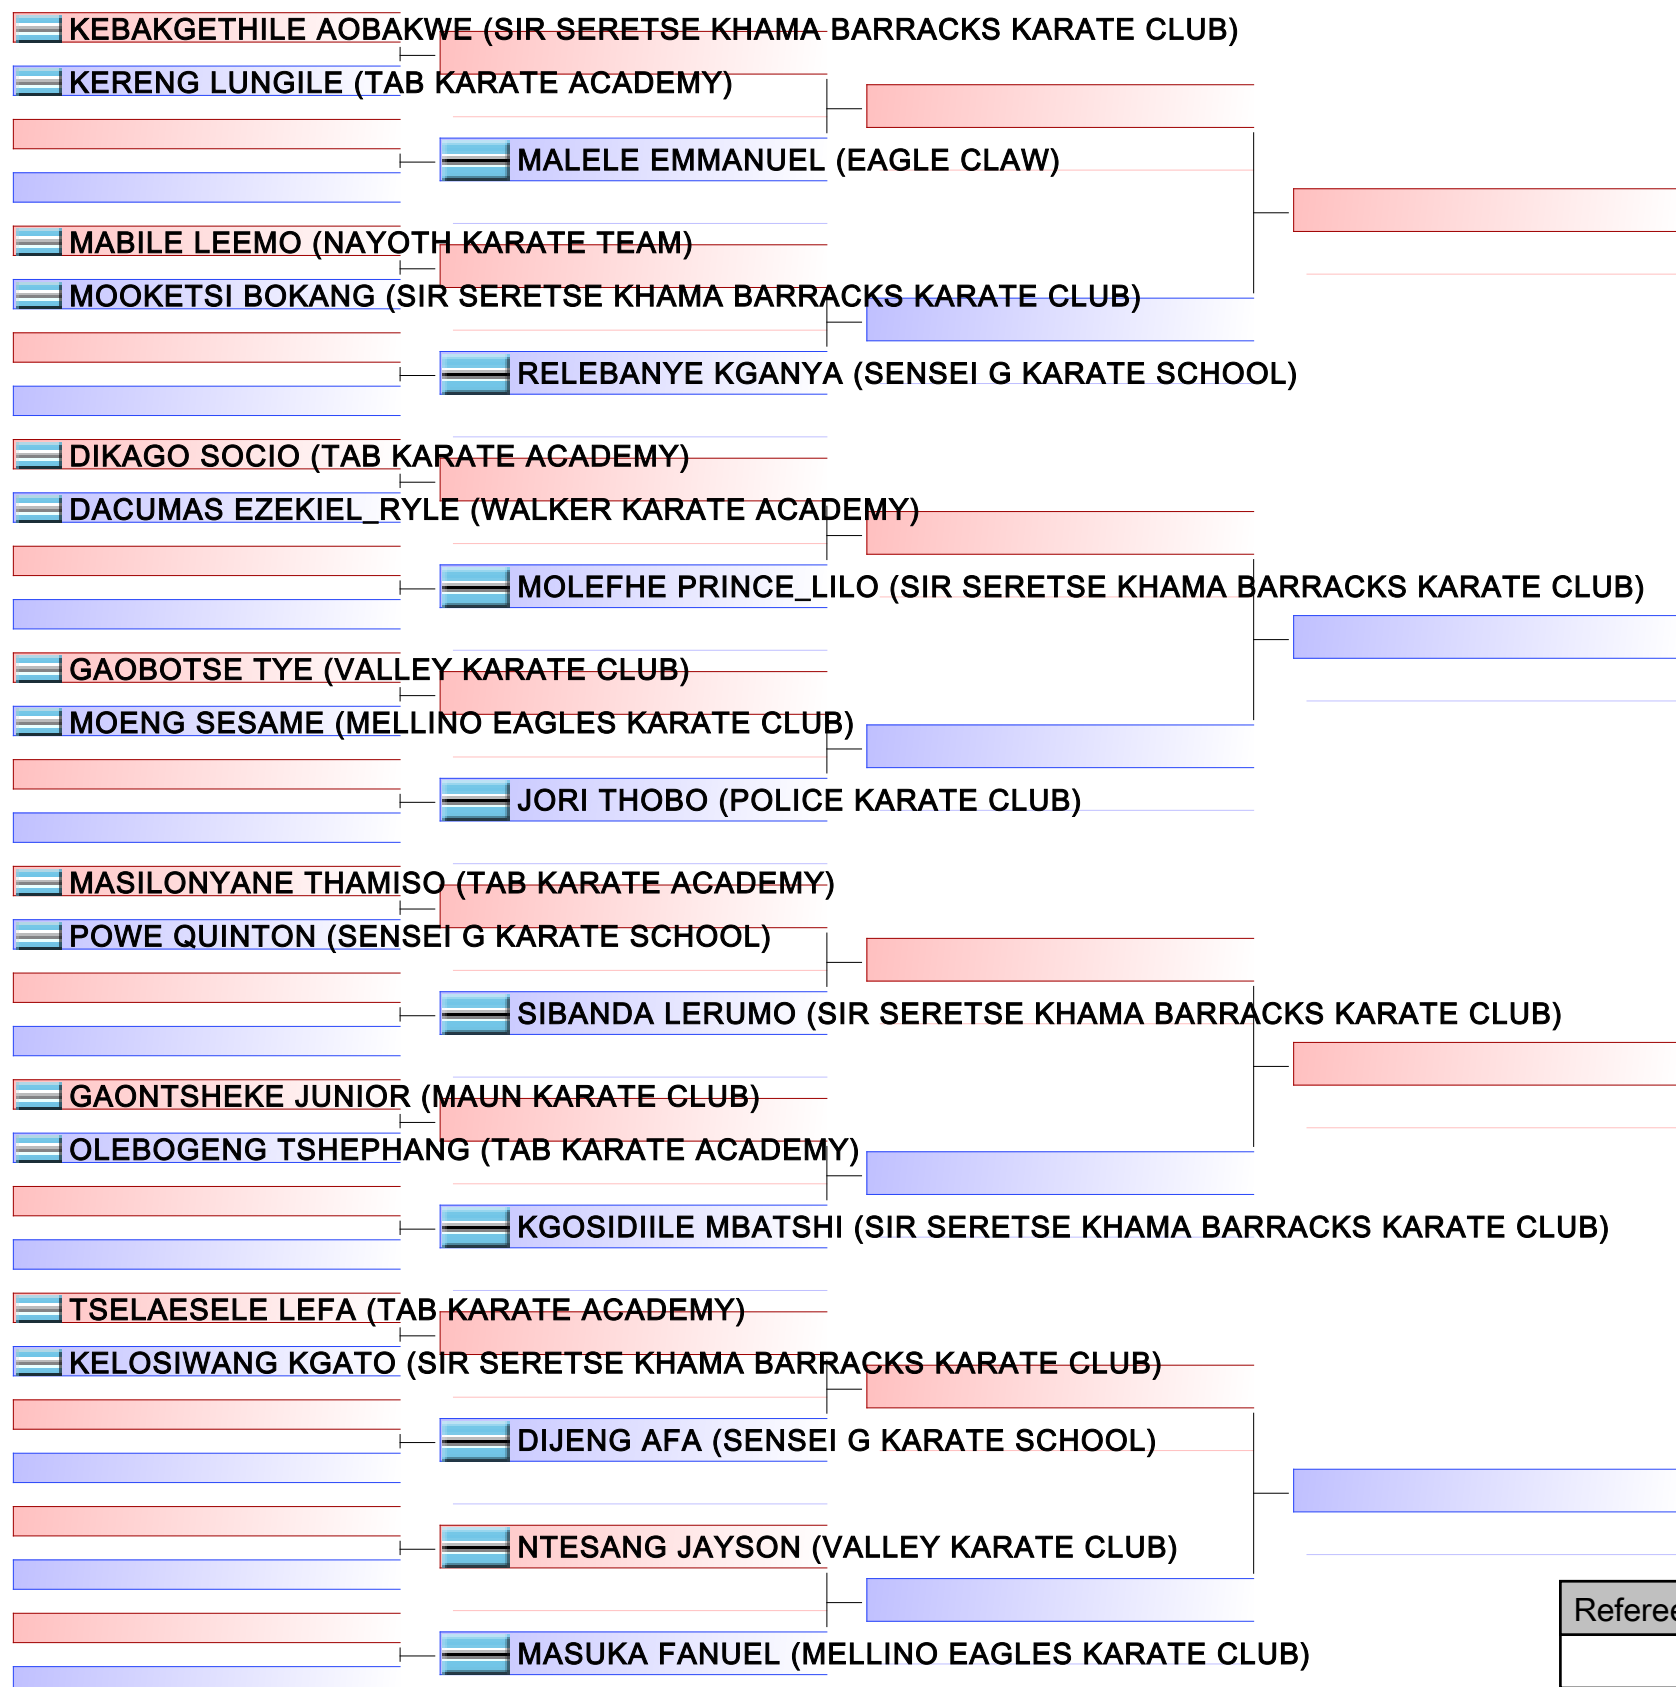 KEBAKGETHILE AOBAKWE (SIR SERETSE KHAMA BARRACKS KARATE CLUB)
KERENG LUNGILE (TAB KARATE ACADEMY)
MALELE EMMANUEL (EAGLE CLAW)
MABILE LEEMO (NAYOTH KARATE TEAM)
MOOKETSI BOKANG (SIR SERETSE KHAMA BARRACKS KARATE CLUB)
RELEBANYE KGANYA (SENSEI G KARATE SCHOOL)
DIKAGO SOCIO (TAB KARATE ACADEMY)
DACUMAS EZEKIEL_RYLE (WALKER KARATE ACADEMY)
MOLEFHE PRINCE_LILO (SIR SERETSE KHAMA BARRACKS KARATE CLUB)
GAOBOTSE TYE (VALLEY KARATE CLUB)
MOENG SESAME (MELLINO EAGLES KARATE CLUB)
JORI THOBO (POLICE KARATE CLUB)
MASILONYANE THAMISO (TAB KARATE ACADEMY)
POWE QUINTON (SENSEI G KARATE SCHOOL)
SIBANDA LERUMO (SIR SERETSE KHAMA BARRACKS KARATE CLUB)
GAONTSHEKE JUNIOR (MAUN KARATE CLUB)
OLEBOGENG TSHEPHANG (TAB KARATE ACADEMY)
KGOSIDIILE MBATSHI (SIR SERETSE KHAMA BARRACKS KARATE CLUB)
TSELAESELE LEFA (TAB KARATE ACADEMY)
KELOSIWANG KGATO (SIR SERETSE KHAMA BARRACKS KARATE CLUB)
DIJENG AFA (SENSEI G KARATE SCHOOL)
NTESANG JAYSON (VALLEY KARATE CLUB)
Referee
MASUKA FANUEL (MELLINO EAGLES KARATE CLUB)